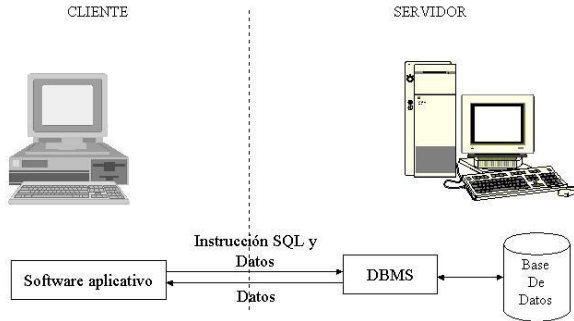 CLIENTE
SERVIDOR
Instrucción SQL y
Datos
Software aplicativo
DBMS
Datos
Base
De
Datos